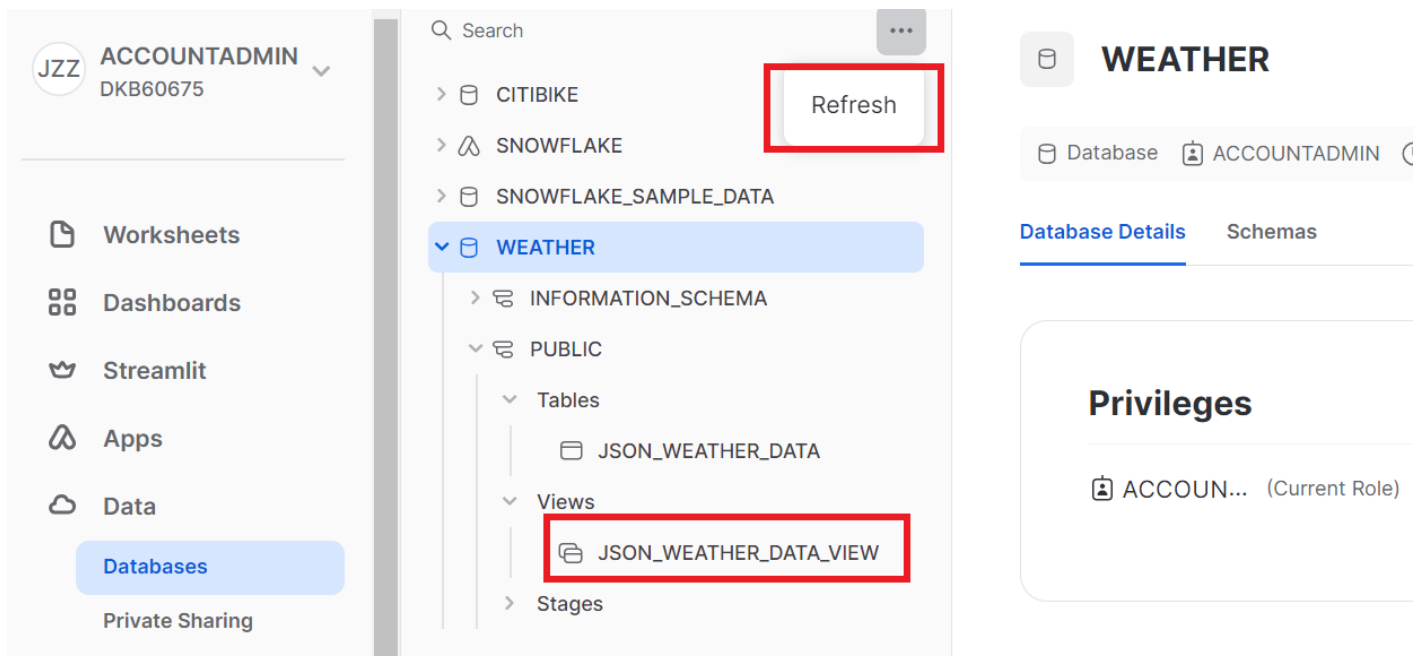 JZZ
ACCOUNTADMIN
DKB60675
Worksheets
Dashboards
Streamlit
Apps
Data
Databases
Private Sharing
Search
...
Refresh
CITIBIKE
SNOWFLAKE
SNOWFLAKE_SAMPLE_DATA
WEATHER
INFORMATION_SCHEMA
PUBLIC
Tables
JSON_WEATHER_DATA
Views
JSON_WEATHER_DATA_VIEW
Stages
WEATHER
Database ACCOUNTADMIN
Database Details Schemas
Privileges
ACCOUN... (Current Role)